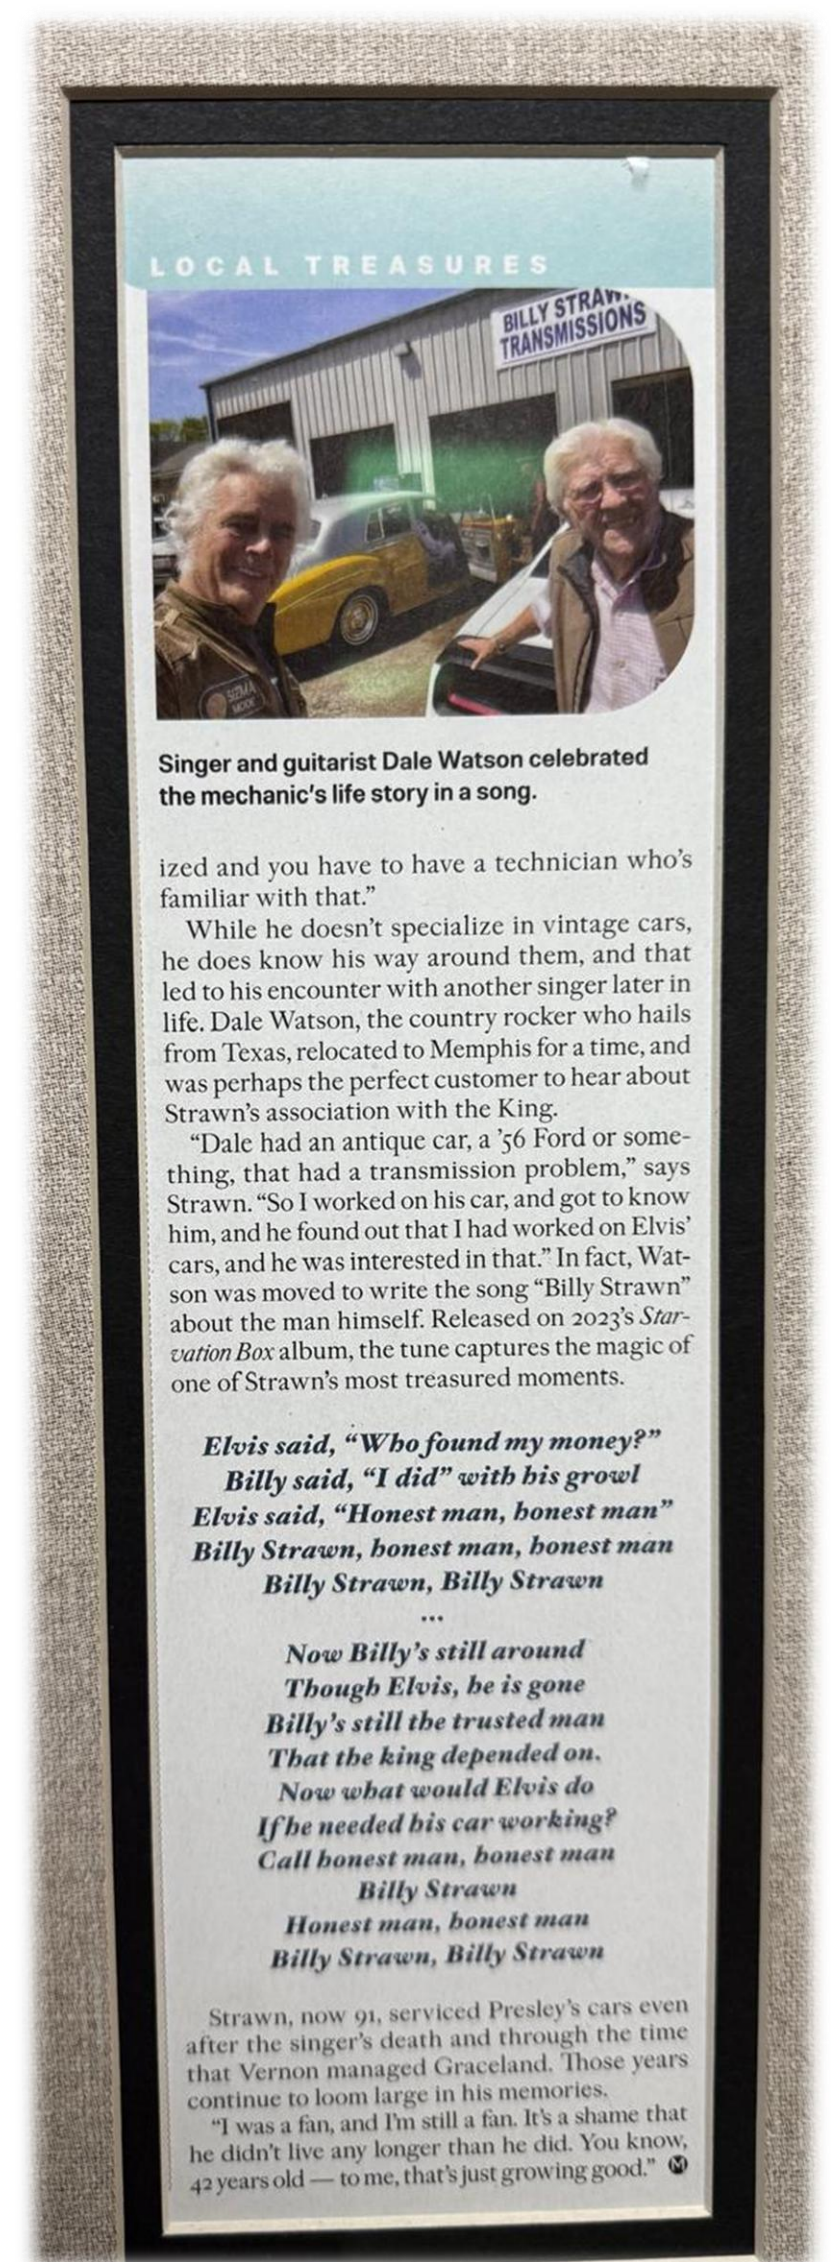 LOCAL TREASURES
BILLY STRAW
TRANSMISSIONS
Singer and guitarist Dale Watson celebrated
the mechanic's life story in a song.
ized and you have to have a technician who's
familiar with that.”
While he doesn't specialize in vintage cars,
he does know his way around them, and that
led to his encounter with another singer later in
life. Dale Watson, the country rocker who hails
from Texas, relocated to Memphis for a time, and
was perhaps the perfect customer to hear about
Strawn's association with the King.
“Dale had an antique car, a '56 Ford or some-
thing, that had a transmission problem,” says
Strawn. “So I worked on his car, and got to know
him, and he found out that I had worked on Elvis'
cars, and he was interested in that.” In fact, Wat-
son was moved to write the song “Billy Strawn”
about the man himself. Released on 2023's Star-
vation Box album, the tune captures the magic of
one of Strawn's most treasured moments.
Elvis said, “Who found my money?”
Billy said, “I did” with his growl
Elvis said, “Honest man, honest man”
Billy Strawn, honest man, honest man
Billy Strawn, Billy Strawn
...
Now Billy's still around
Though Elvis, he is gone
Billy's still the trusted man
That the king depended on.
Now what would Elvis do
If he needed his car working?
Call honest man, honest man
Billy Strawn
Honest man, honest man
Billy Strawn, Billy Strawn
Strawn, now 91, serviced Presley's cars even
after the singer's death and through the time
that Vernon managed Graceland. Those years
continue to loom large in his memories.
“I was a fan, and I'm still a fan. It's a shame that
he didn't live any longer than he did. You know,
42 years old — to me, that's just growing good.” M